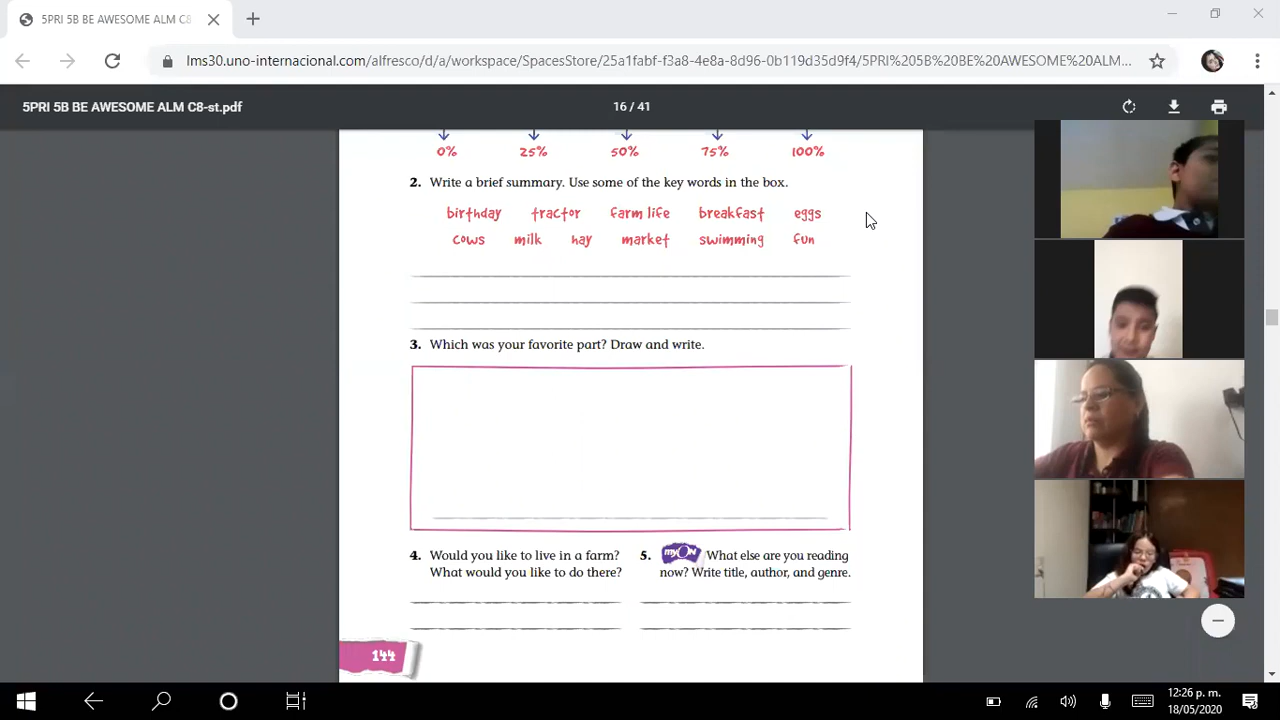 5PRI 5B BE AWESOME ALM C8
lms30.uno-internacional.com/alfresco/d/a/workspace/SpacesStore/25a1fabf-f3a8-4e8a-8d96-0b119d35d9f4/5PRI%205B%20BE%20AWESOME%20ALM...
5PRI 5B BE AWESOME ALM C8-st.pdf
16 / 41
0% 25% 50% 75% 100%
2. Write a brief summary. Use some of the key words in the box.
birthday tractor farm life breakfast eggs
cows milk hay market swimming fun
3. Which was your favorite part? Draw and write.
4. Would you like to live in a farm?
What would you like to do there?
5. myON What else are you reading
now? Write title, author, and genre.
144
12:26 p. m.
18/05/2020